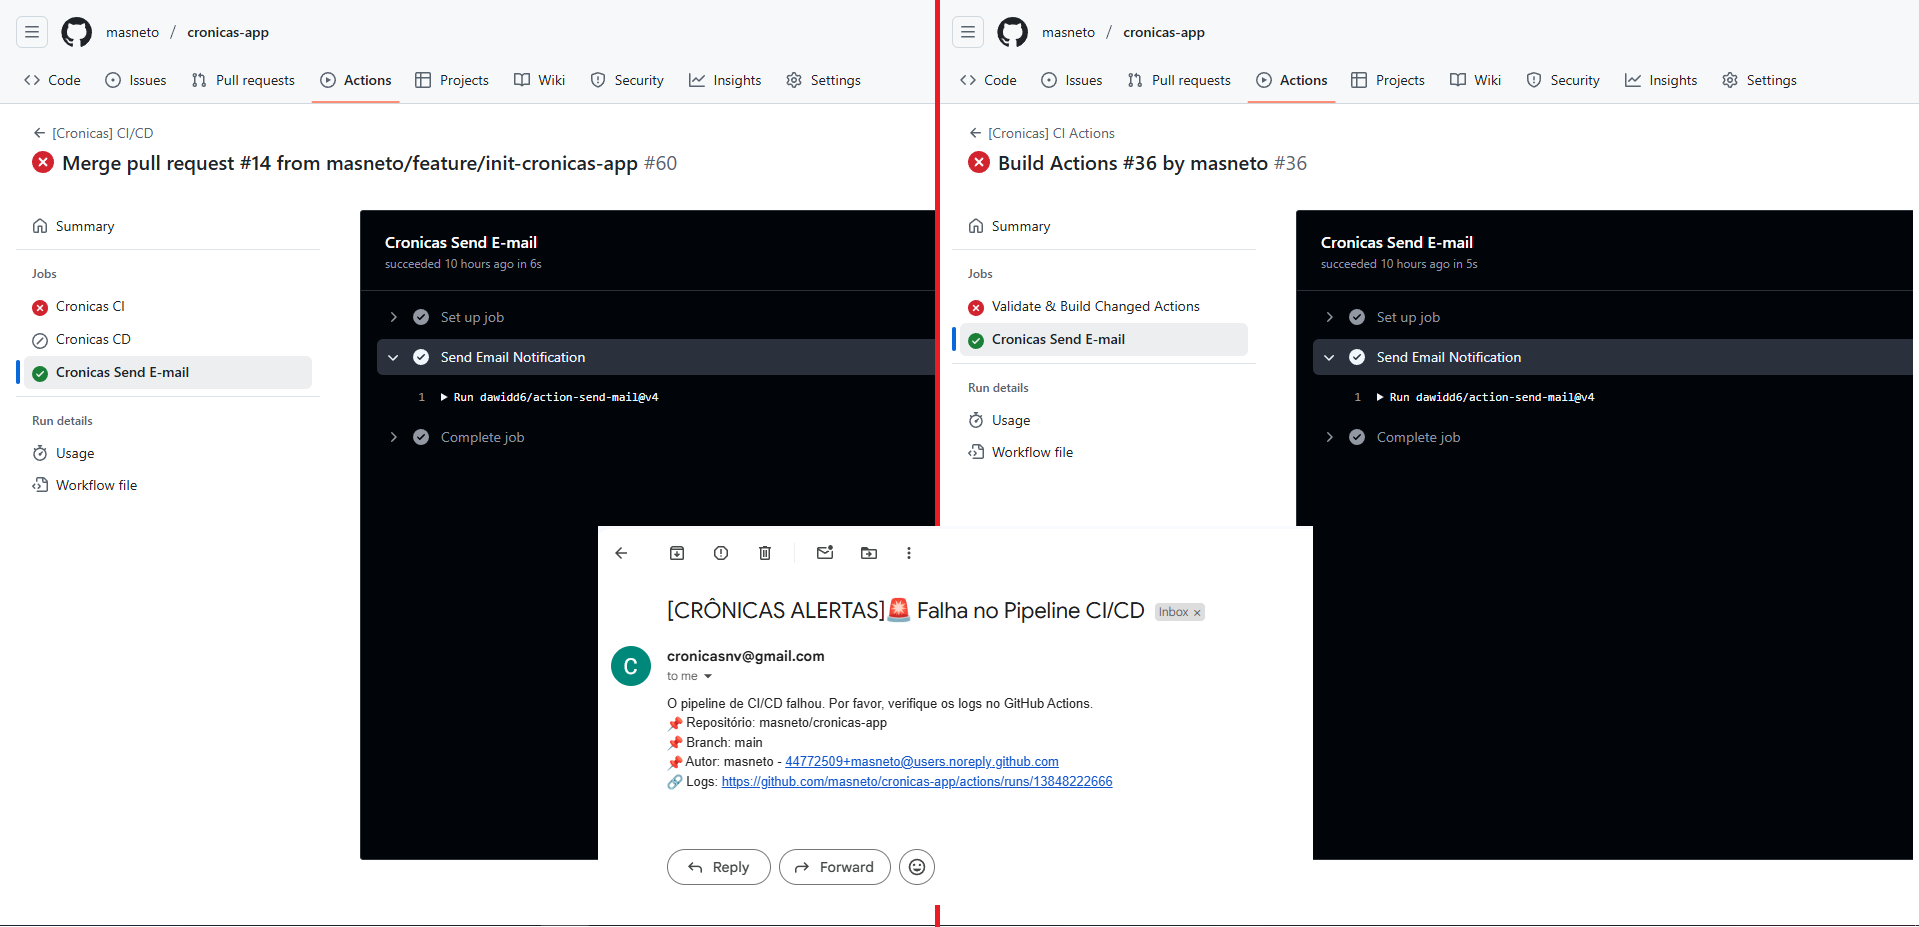 masneto / cronicas-app
Code Issues Pull requests Actions Projects Wiki Security Insights Settings
[Cronicas] CI/CD
Merge pull request #14 from masneto/feature/init-cronicas-app #60
Summary
Jobs
Cronicas CI
Cronicas CD
Cronicas Send E-mail
Run details
Usage
Workflow file
Cronicas Send E-mail
succeeded 10 hours ago in 6s
Set up job
Send Email Notification
1 Run dawidd6/action-send-mail@v4
Complete job
masneto / cronicas-app
Code Issues Pull requests Actions Projects Wiki Security Insights Settings
[Cronicas] CI Actions
Build Actions #36 by masneto #36
Summary
Jobs
Validate & Build Changed Actions
Cronicas Send E-mail
Run details
Usage
Workflow file
Cronicas Send E-mail
succeeded 10 hours ago in 5s
Set up job
Send Email Notification
1 Run dawidd6/action-send-mail@v4
Complete job
[CRÔNICAS ALERTAS]🚨 Falha no Pipeline CI/CD Inbox ×
C
cronicasnv@gmail.com
to me
O pipeline de CI/CD falhou. Por favor, verifique os logs no GitHub Actions.
📌 Repositório: masneto/cronicas-app
📌 Branch: main
📌 Autor: masneto - 44772509+masneto@users.noreply.github.com
🔗 Logs: https://github.com/masneto/cronicas-app/actions/runs/13848222666
Reply Forward